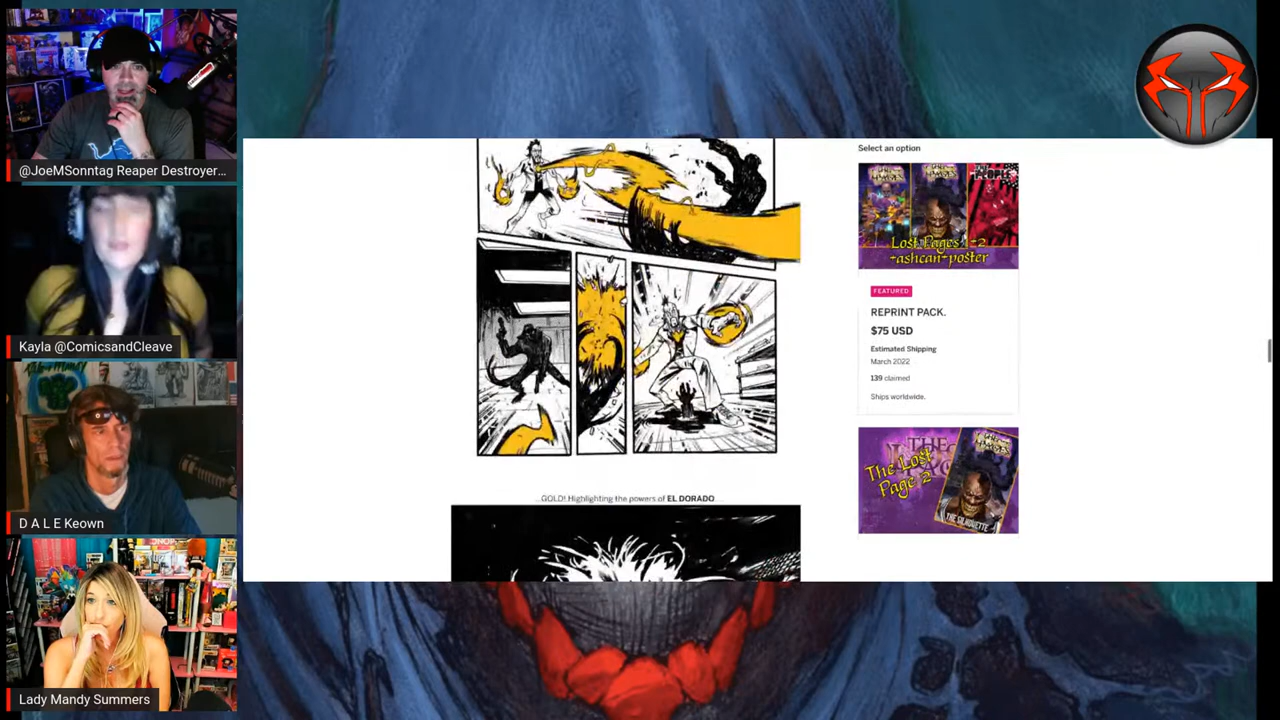 @JoeMSonntag Reaper Destroyer...
Kayla @ComicsandCleave
D A L E Keown
Lady Mandy Summers
...GOLD! Highlighting the powers of EL DORADO
Select an option
PEOPLE
Lost Pages 1-2
+ashcan+poster
FEATURED
REPRINT PACK.
$75 USD
Estimated Shipping
March 2022
139 claimed
Ships worldwide.
The Lost
Page 2
THE SILHOUETTE